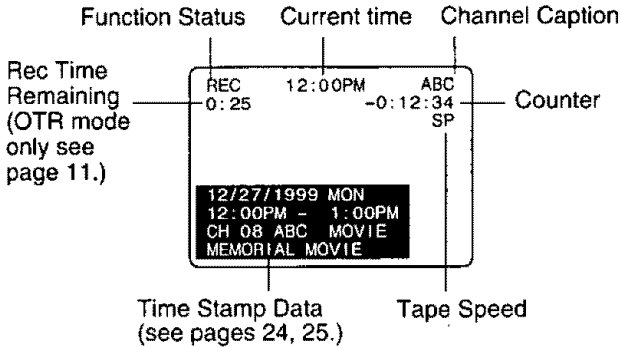 Function Status Current time Channel Caption
Rec Time
Remaining
(OTR mode
only see
page 11.)
REC 12:00PM ABC
0:25 -0:12:34
SP
Counter
12/27/1999 MON
12:00PM - 1:00PM
CH 08 ABC MOVIE
MEMORIAL MOVIE
Time Stamp Data
(see pages 24, 25.)
Tape Speed